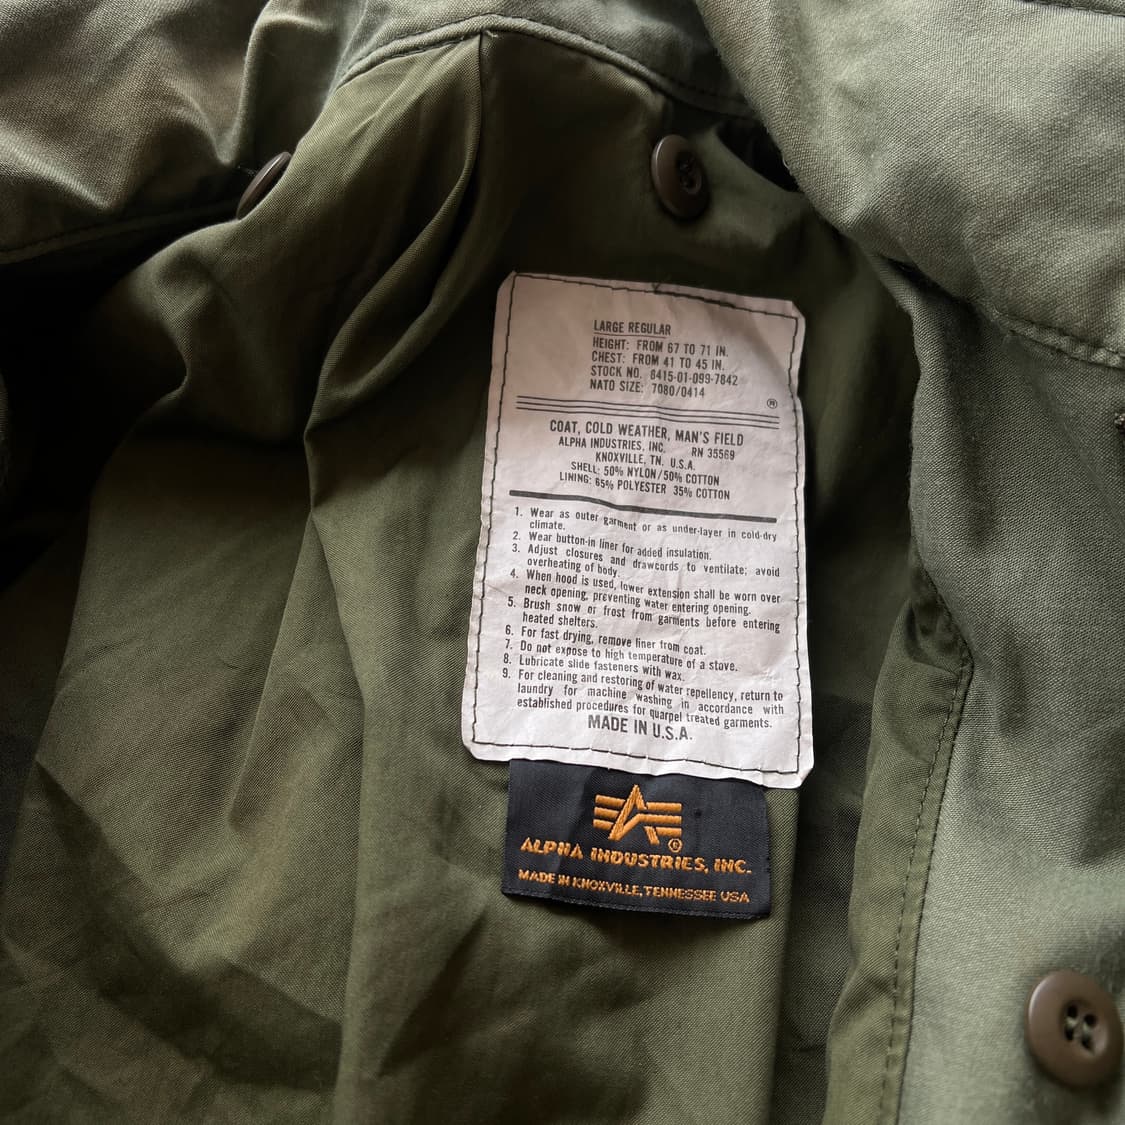 LARGE REGULAR
HEIGHT: FROM 67 TO 71 IN.
CHEST: FROM 41 TO 45 IN.
STOCK NO. 8415-01-099-7842
NATO SIZE: 7080/0414
®
COAT, COLD WEATHER, MAN'S FIELD
ALPHA INDUSTRIES, INC. RN 35569
KNOXVILLE, TN. U.S.A.
SHELL: 50% NYLON/50% COTTON
LINING: 65% POLYESTER 35% COTTON
1. Wear as outer garment or as under-layer in cold-dry
climate.
2. Wear button-in liner for added insulation.
3. Adjust closures and drawcords to ventilate; avoid
overheating of body.
4. When hood is used, lower extension shall be worn over
neck opening, preventing water entering opening.
5. Brush snow or frost from garments before entering
heated shelters.
6. For fast drying, remove liner from coat.
7. Do not expose to high temperature of a stove.
8. Lubricate slide fasteners with wax.
9. For cleaning and restoring of water repellency, return to
laundry for machine washing in accordance with
established procedures for quarpel treated garments.
MADE IN U.S.A.
®
ALPHA INDUSTRIES, INC.
MADE IN KNOXVILLE, TENNESSEE USA